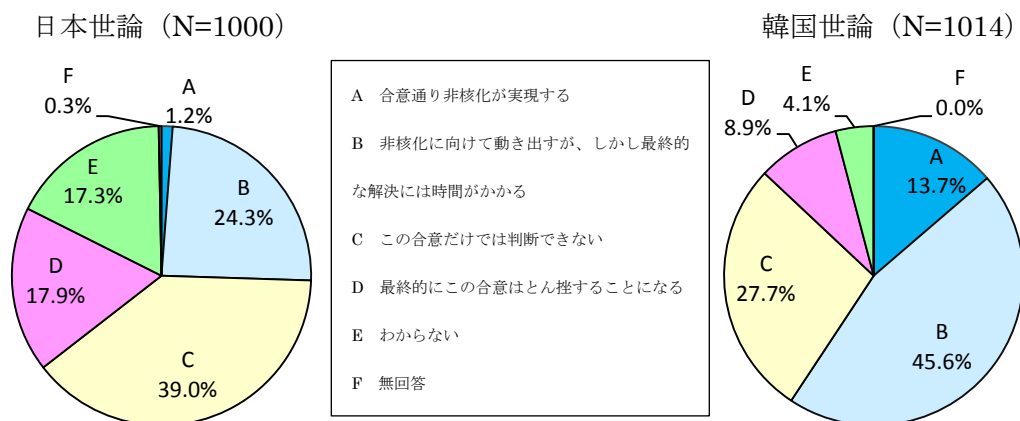 日本世論（N=1000）
F
0.3%
A
1.2%
B
24.3%
C
39.0%
D
17.9%
E
17.3%
A　合意通り非核化が実現する
B　非核化に向けて動き出すが、しかし最終的
な解決には時間がかかる
C　この合意だけでは判断できない
D　最終的にこの合意はとん挫することになる
E　わからない
F　無回答
韓国世論（N=1014）
F
0.0%
A
13.7%
B
45.6%
C
27.7%
D
8.9%
E
4.1%